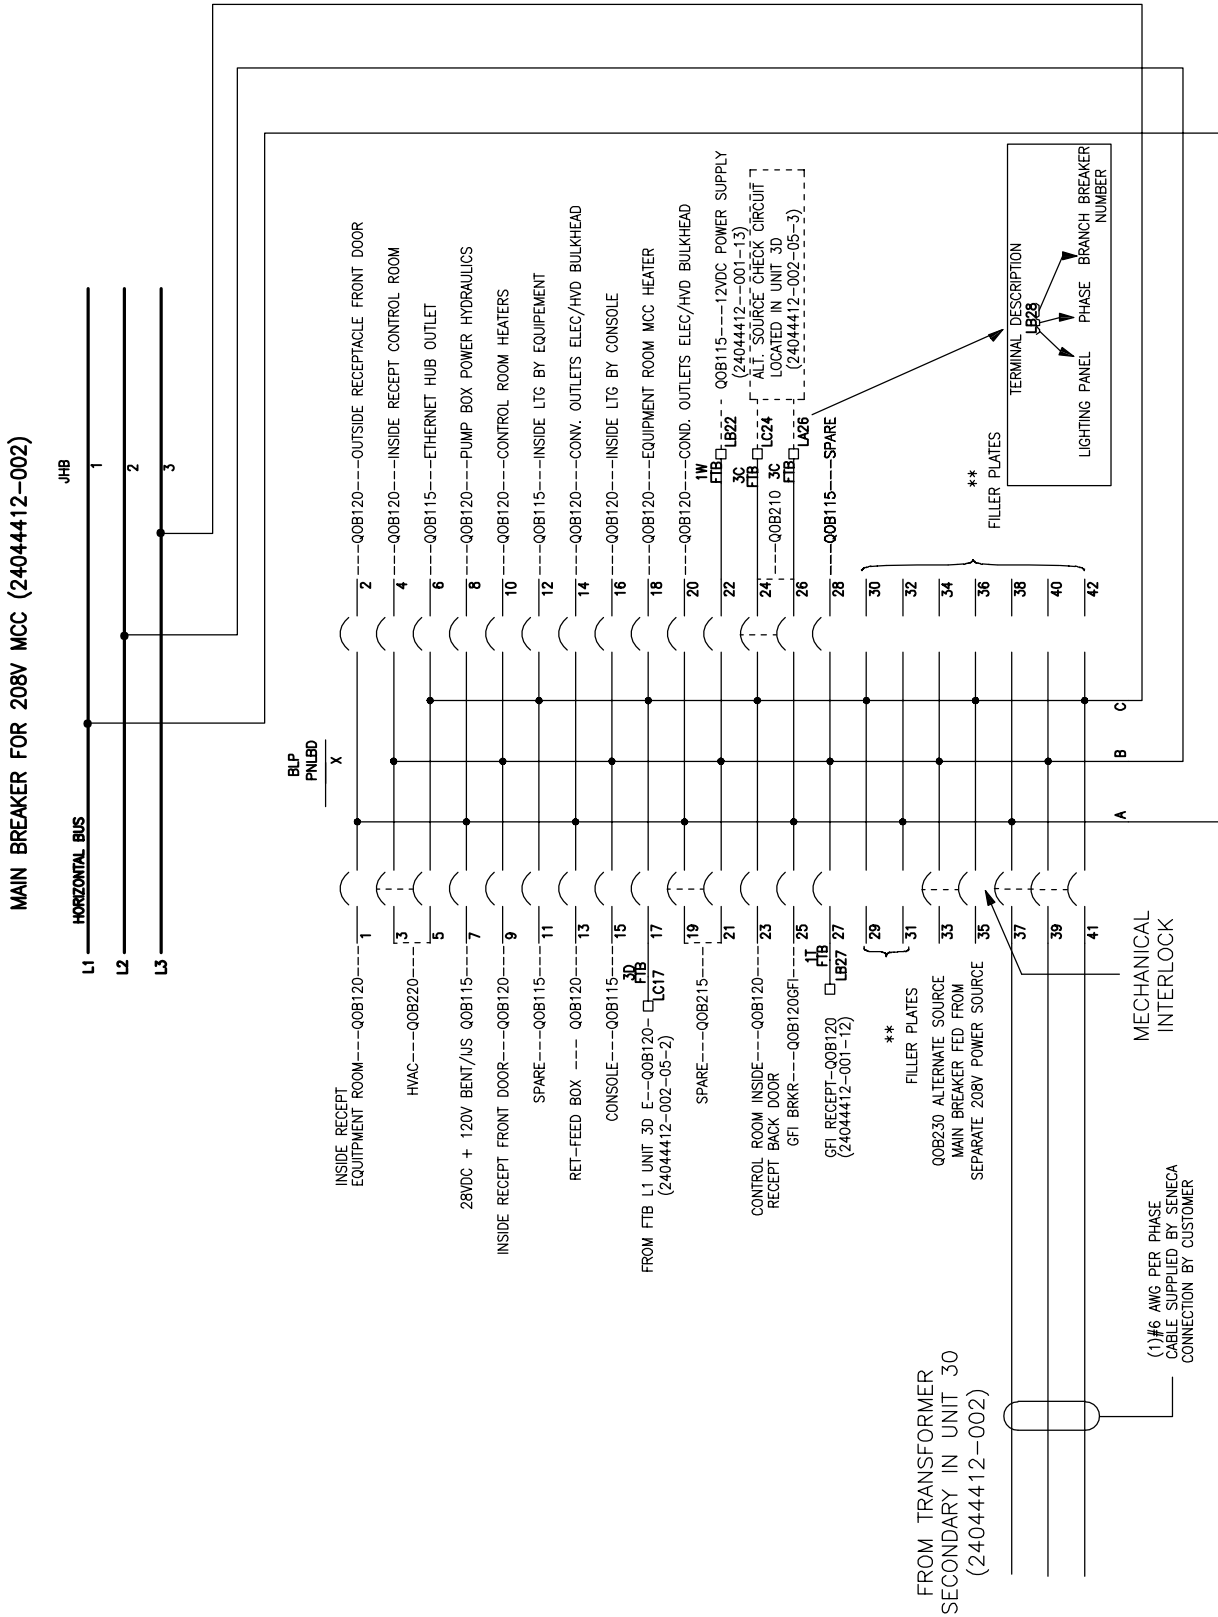 MAIN BREAKER FOR 208V MCC (24044412-002)
HORIZONTAL BUS
JHB
L1
1
L2
2
L3
3
BLP
PNLBD
X
INSIDE RECEPT
EQUITPMENT ROOM----QOB120----
1
2
----QOB120----OUTSIDE RECEPTACLE FRONT DOOR
3
4
----QOB120----INSIDE RECEPT CONTROL ROOM
HVAC----QOB220----
5
6
----QOB115----ETHERNET HUB OUTLET
28VDC + 120V BENT/IJS QOB115----
7
8
----QOB120----PUMP BOX POWER HYDRAULICS
INSIDE RECEPT FRONT DOOR----QOB120----
9
10
----QOB120----CONTROL ROOM HEATERS
SPARE----QOB115----
11
12
----QOB115----INSIDE LTG BY EQUIPEMENT
RET-FEED BOX ---- QOB120----
13
14
----QOB120----CONV. OUTLETS ELEC/HVD BULKHEAD
CONSOLE----QOB115----
15
16
----QOB120----INSIDE LTG BY CONSOLE
FROM FTB L1 UNIT 3D E--QOB120-
(24044412-002-05-2)
3D
FTB
LC17
17
18
----QOB120----EQUIPMENT ROOM MCC HEATER
19
20
----QOB120----COND. OUTLETS ELEC/HVD BULKHEAD
SPARE----QOB215----
21
22
1W
FTB
LB22
QOB115----12VDC POWER SUPPLY
(24044412--001-13)
CONTROL ROOM INSIDE----QOB120----
RECEPT BACK DOOR
23
24
3C
FTB
LC24
----QOB210
ALT. SOURCE CHECK CIRCUIT
LOCATED IN UNIT 3D
(24044412-002-05-3)
GFI BRKR----QOB120GFI----
25
26
3C
FTB
LA26
GFI RECEPT-QOB120
(24044412-001-12)
1T
FTB
LB27
27
28
----QOB115----SPARE
29
30
31
32
**
FILLER PLATES
33
34
35
36
37
38
39
40
41
42
**
FILLER PLATES
QOB230 ALTERNATE SOURCE
MAIN BREAKER FED FROM
SEPARATE 208V POWER SOURCE
A
B
C
TERMINAL DESCRIPTION
LB28
LIGHTING PANEL
PHASE
BRANCH BREAKER
NUMBER
MECHANICAL
INTERLOCK
FROM TRANSFORMER
SECONDARY IN UNIT 30
(24044412-002)
(1)#6 AWG PER PHASE
CABLE SUPPLIED BY SENECA
CONNECTION BY CUSTOMER